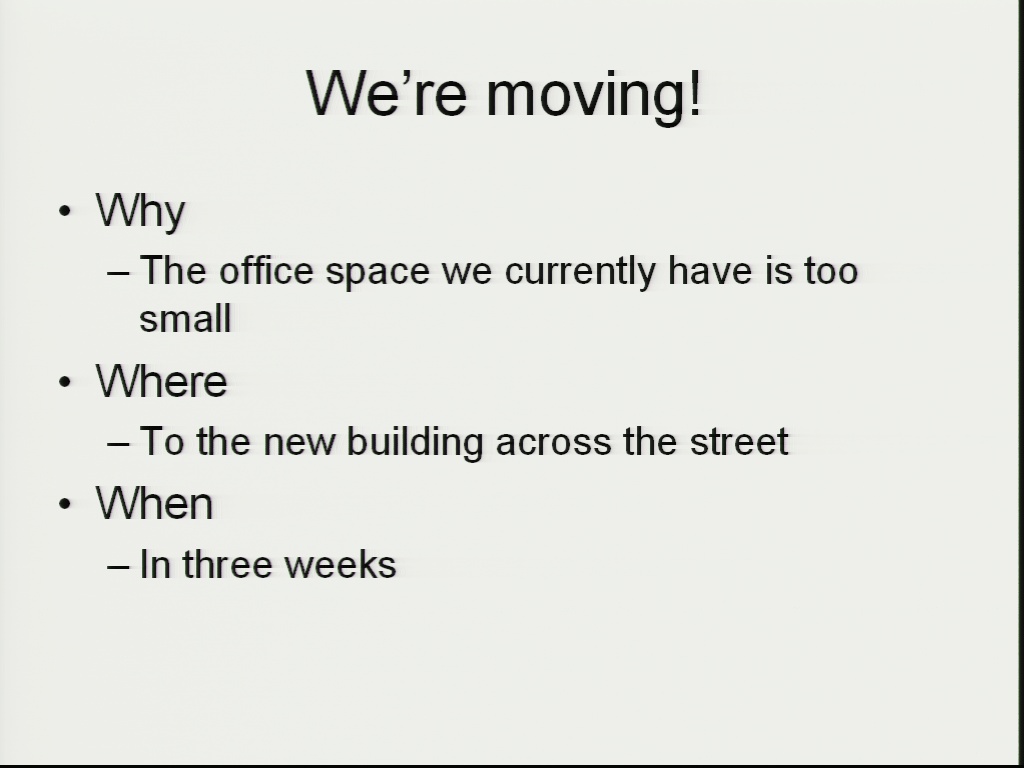 We’re moving!
• Why
– The office space we currently have is too
small
• Where
– To the new building across the street
• When
– In three weeks